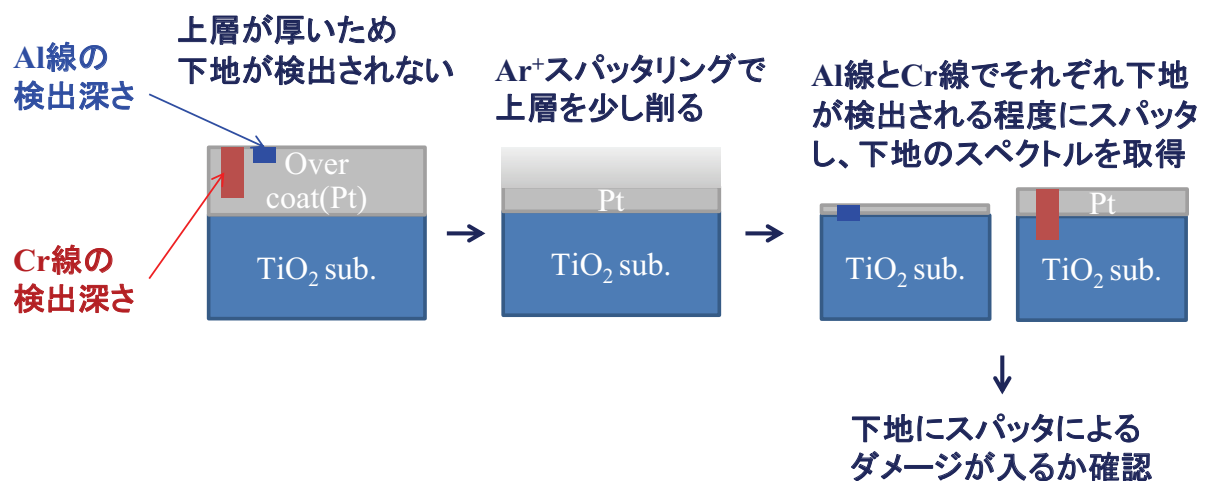 Al線の
検出深さ
上層が厚いため
下地が検出されない
Over
coat(Pt)
TiO₂ sub.
Cr線の
検出深さ
Ar⁺スパッタリングで
上層を少し削る
Pt
TiO₂ sub.
Al線とCr線でそれぞれ下地
が検出される程度にスパッタ
し、下地のスペクトルを取得
TiO₂ sub.
Pt
TiO₂ sub.
下地にスパッタによる
ダメージが入るか確認